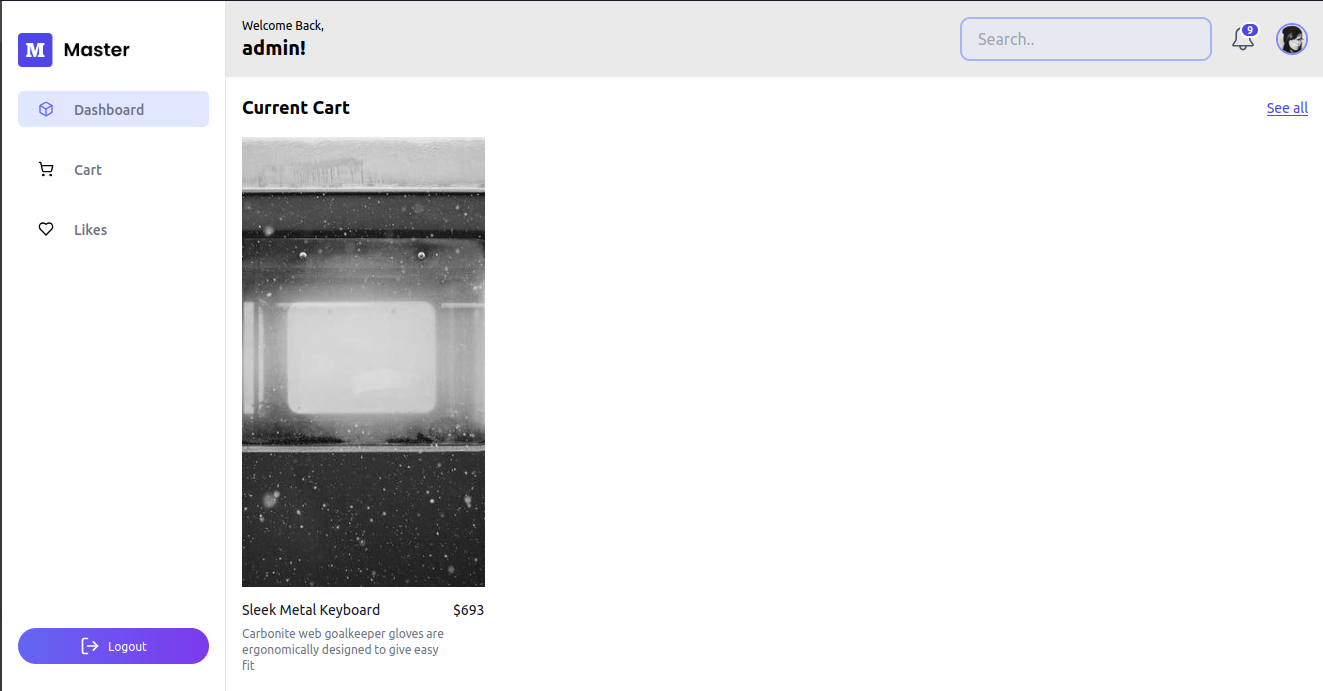 M Master
Dashboard
Cart
Likes
Logout
Welcome Back,
admin!
Search..
9
Current Cart
See all
Sleek Metal Keyboard $693
Carbonite web goalkeeper gloves are
ergonomically designed to give easy
fit